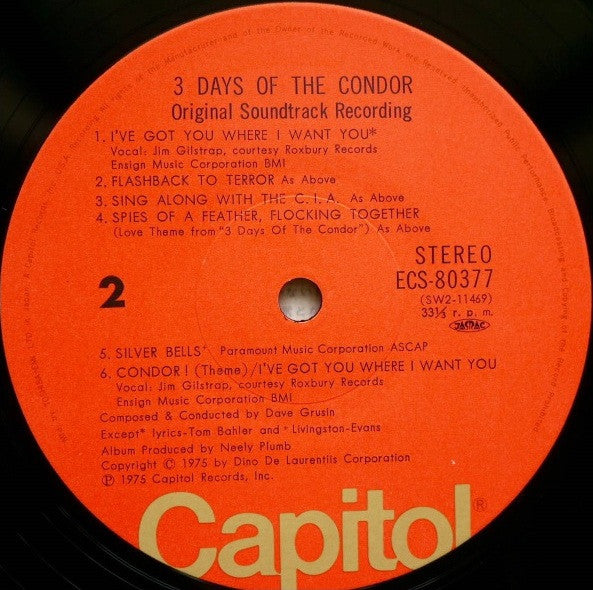 3 DAYS OF THE CONDOR
Original Soundtrack Recording
1. I'VE GOT YOU WHERE I WANT YOU*
Vocal: Jim Gilstrap, courtesy Roxbury Records
Ensign Music Corporation BMI
2. FLASHBACK TO TERROR As Above
3. SING ALONG WITH THE C.I.A. As Above
4. SPIES OF A FEATHER, FLOCKING TOGETHER
(Love Theme from "3 Days Of The Condor") As Above
2
STEREO
ECS-80377
(SW2-11469)
33⅓ r. p. m.
JASRAC
5. SILVER BELLS⁺ Paramount Music Corporation ASCAP
6. CONDOR! (Theme)/I'VE GOT YOU WHERE I WANT YOU
Vocal: Jim Gilstrap, courtesy Roxbury Records
Ensign Music Corporation BMI
Composed & Conducted by Dave Grusin
Except* lyrics-Tom Bahler and ⁺Livingston-Evans
Album Produced by Neely Plumb
Copyright © 1975 by Dino De Laurentiis Corporation
℗ 1975 Capitol Records, Inc.
Capitol®